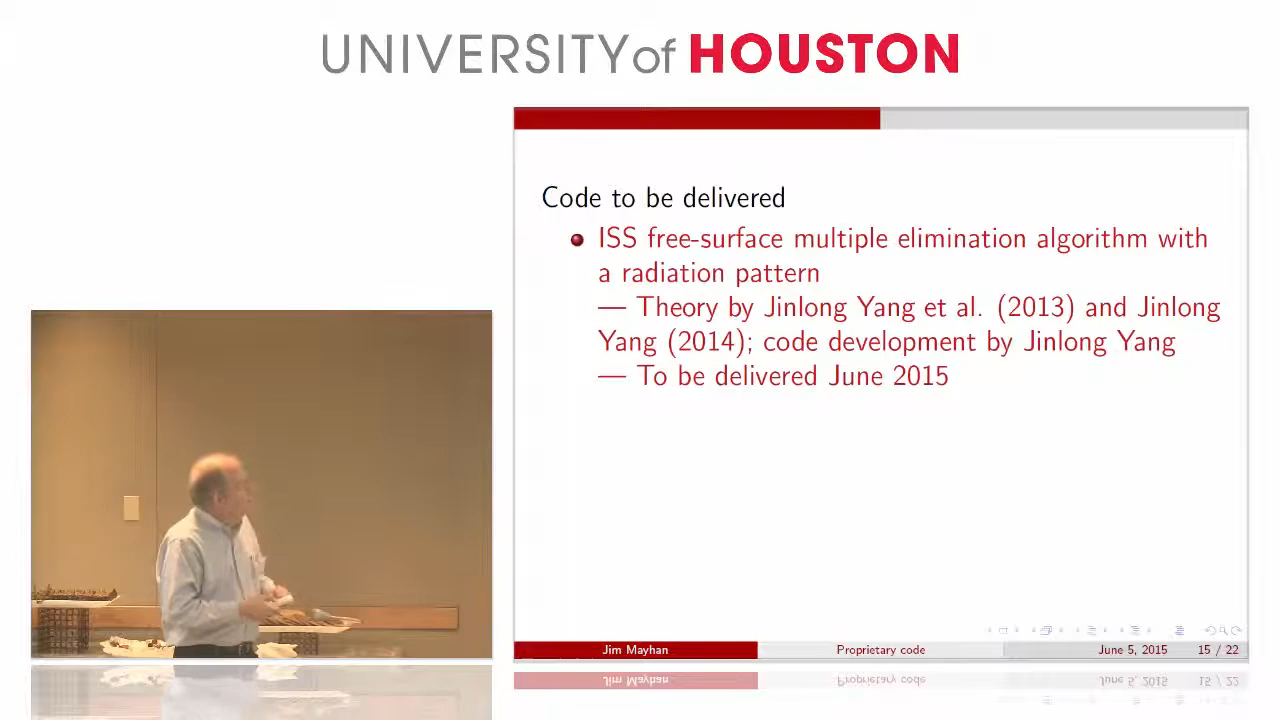 UNIVERSITY of HOUSTON
Code to be delivered
ISS free-surface multiple elimination algorithm with
a radiation pattern
— Theory by Jinlong Yang et al. (2013) and Jinlong
Yang (2014); code development by Jinlong Yang
— To be delivered June 2015
Jim Mayhan Proprietary code June 5, 2015 15 / 22